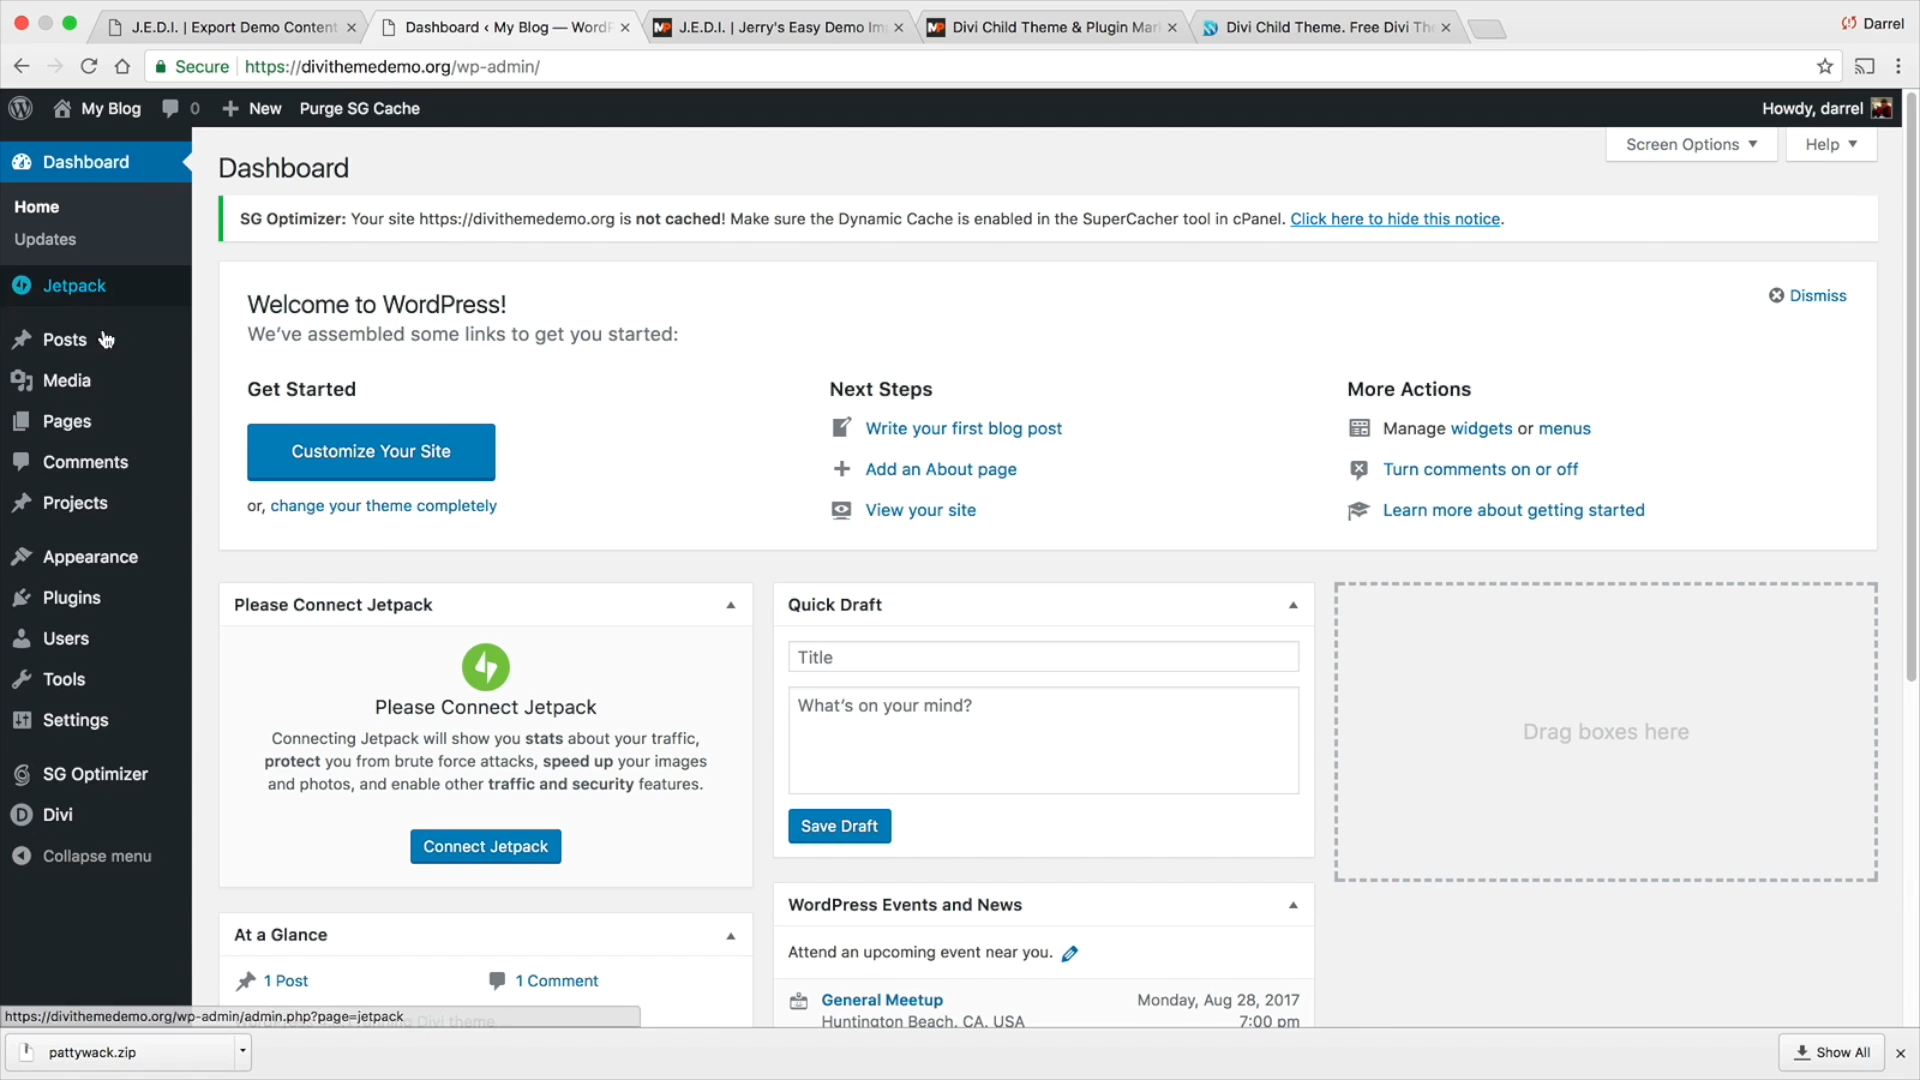 J.E.D.I. | Export Demo Content
Dashboard ‹ My Blog — WordP
J.E.D.I. | Jerry's Easy Demo Im
Divi Child Theme & Plugin Mark
Divi Child Theme. Free Divi The
Darrel
Secure
https://divithemedemo.org/wp-admin/
My Blog
0
New
Purge SG Cache
Howdy, darrel
Dashboard
Home
Updates
Jetpack
Posts
Media
Pages
Comments
Projects
Appearance
Plugins
Users
Tools
Settings
SG Optimizer
Divi
Collapse menu
Screen Options
Help
Dashboard
SG Optimizer: Your site https://divithemedemo.org is not cached! Make sure the Dynamic Cache is enabled in the SuperCacher tool in cPanel. Click here to hide this notice.
Welcome to WordPress!
Dismiss
We've assembled some links to get you started:
Get Started
Customize Your Site
or, change your theme completely
Next Steps
Write your first blog post
Add an About page
View your site
More Actions
Manage widgets or menus
Turn comments on or off
Learn more about getting started
Please Connect Jetpack
Please Connect Jetpack
Connecting Jetpack will show you stats about your traffic,
protect you from brute force attacks, speed up your images
and photos, and enable other traffic and security features.
Connect Jetpack
At a Glance
1 Post
1 Comment
Quick Draft
Title
What's on your mind?
Save Draft
WordPress Events and News
Attend an upcoming event near you.
General Meetup
Monday, Aug 28, 2017
Huntington Beach, CA, USA
7:00 pm
Drag boxes here
https://divithemedemo.org/wp-admin/admin.php?page=jetpack
pattywack.zip
Show All